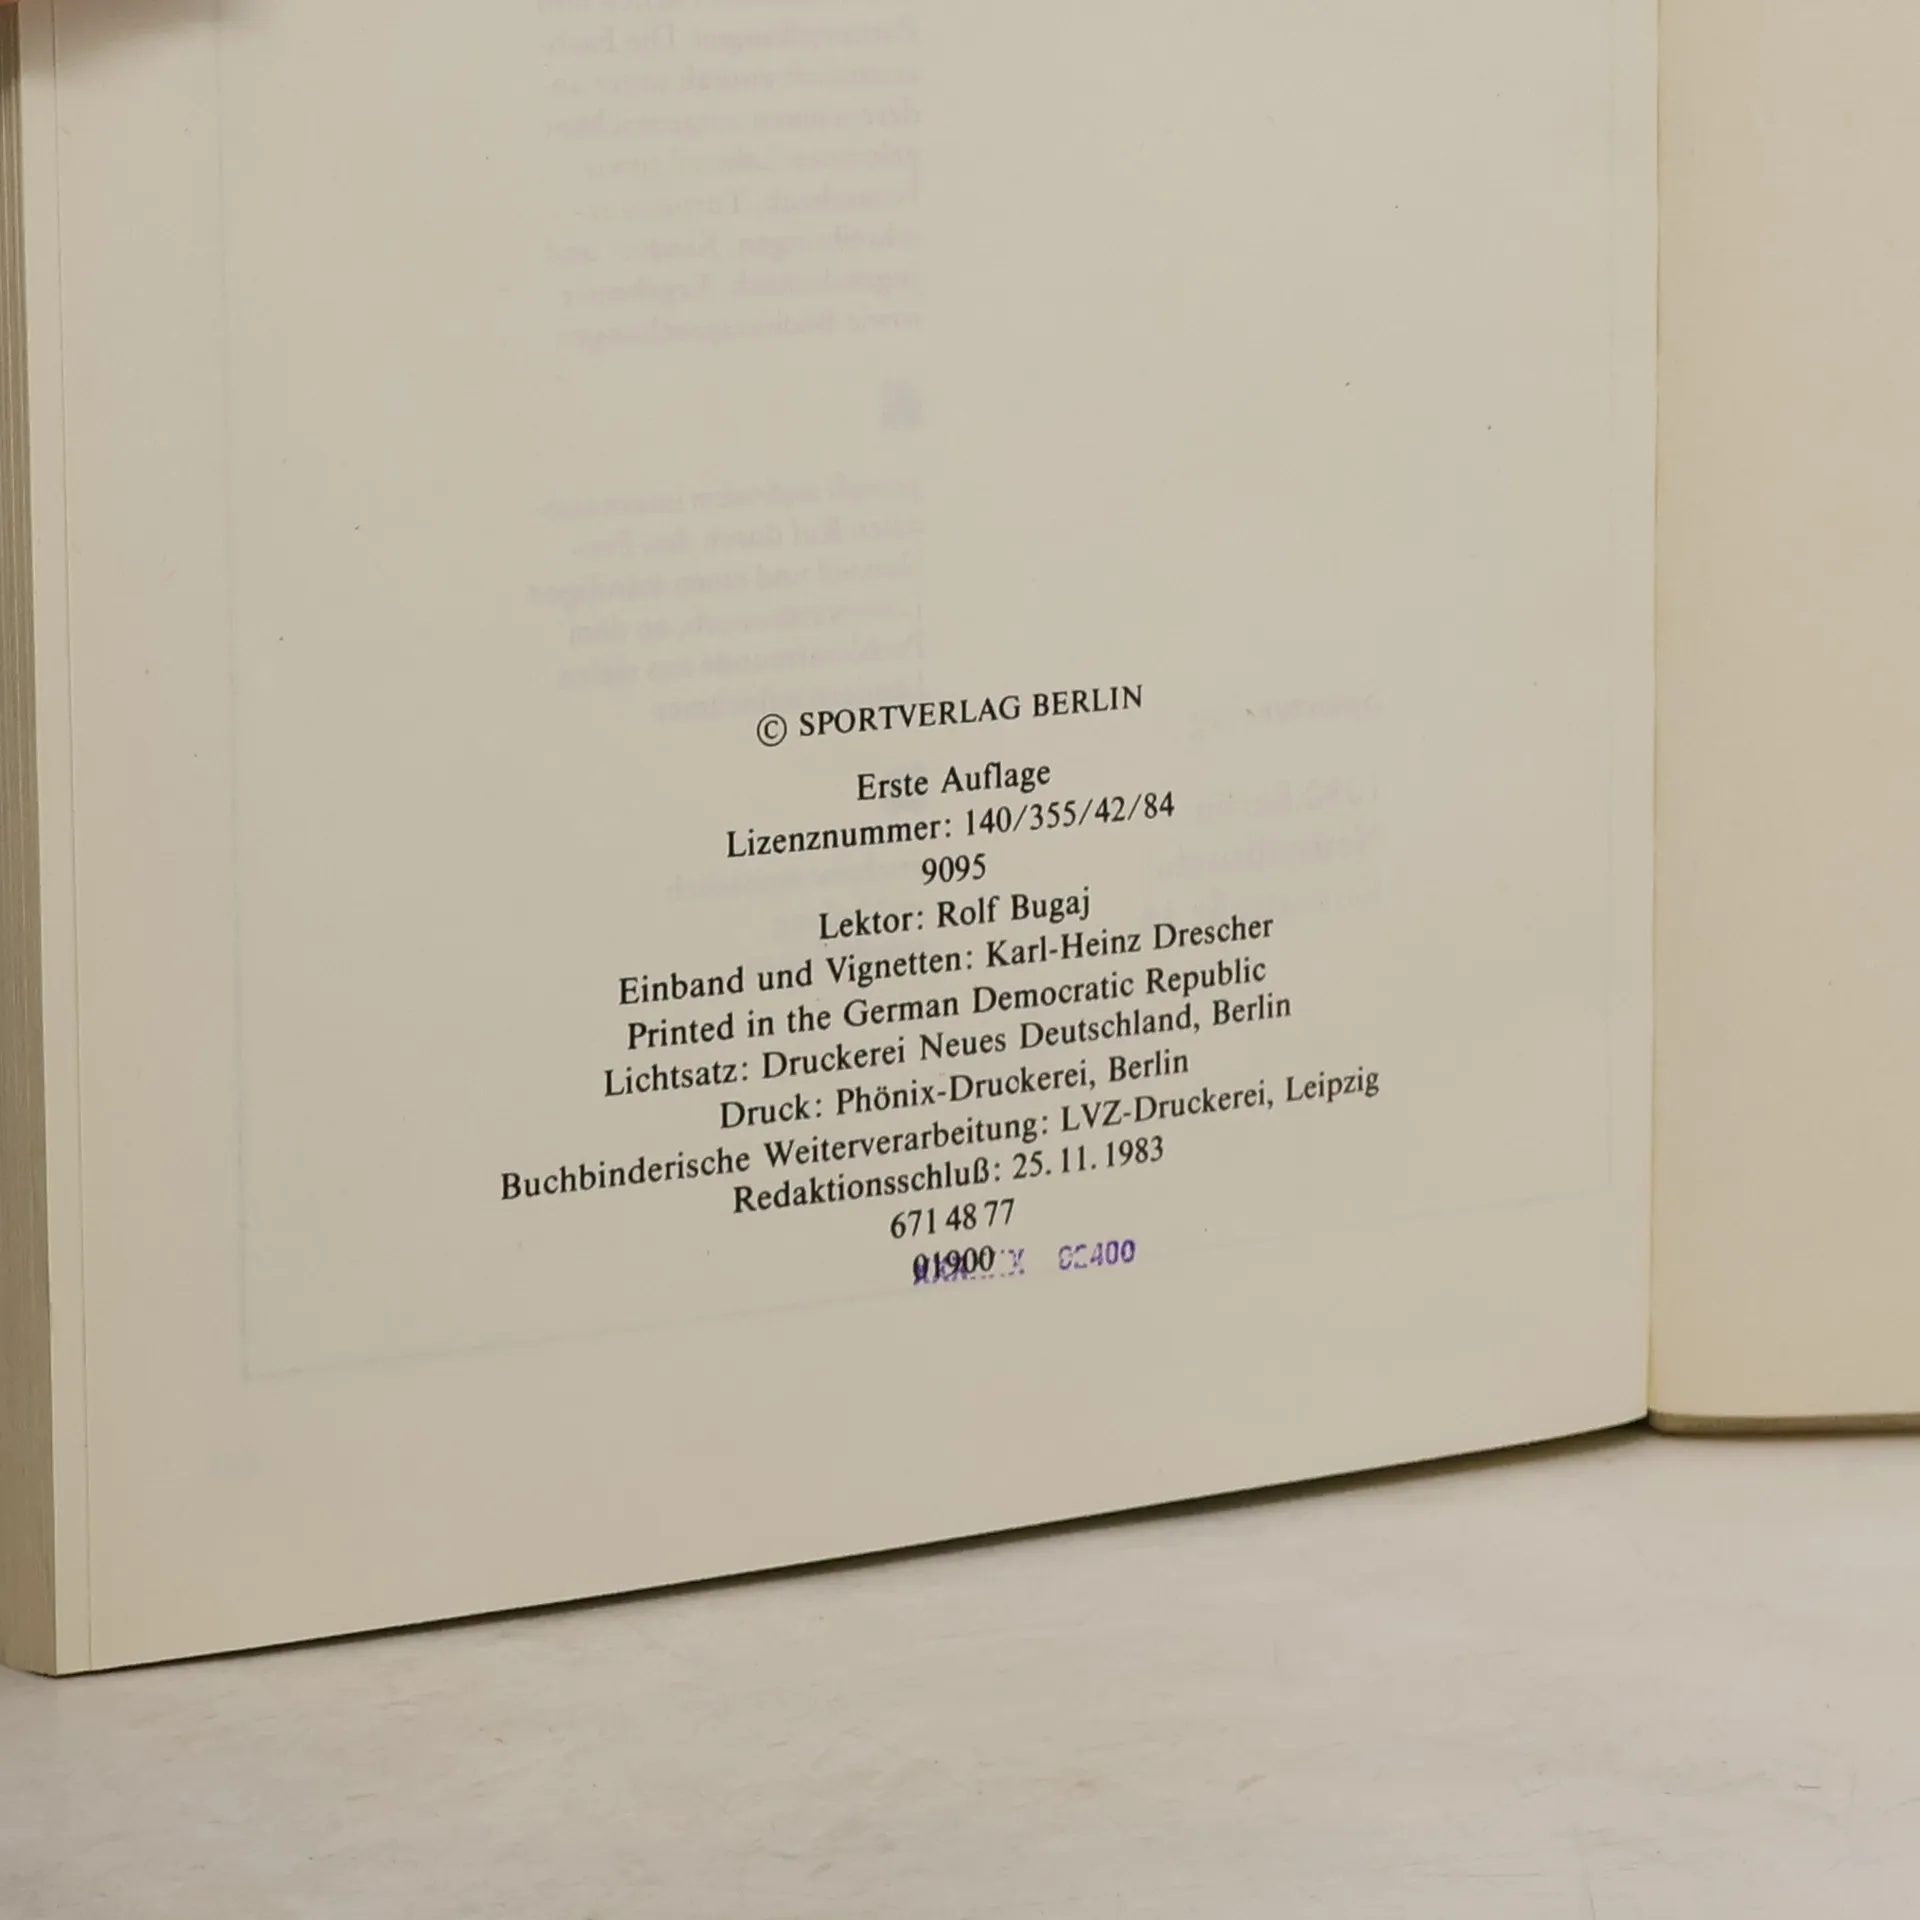 © SPORTVERLAG BERLIN
Erste Auflage
Lizenznummer: 140/355/42/84
9095
Lektor: Rolf Bugaj
Einband und Vignetten: Karl-Heinz Drescher
Printed in the German Democratic Republic
Lichtsatz: Druckerei Neues Deutschland, Berlin
Druck: Phönix-Druckerei, Berlin
Buchbinderische Weiterverarbeitung: LVZ-Druckerei, Leipzig
Redaktionsschluß: 25. 11. 1983
671 48 77
01900